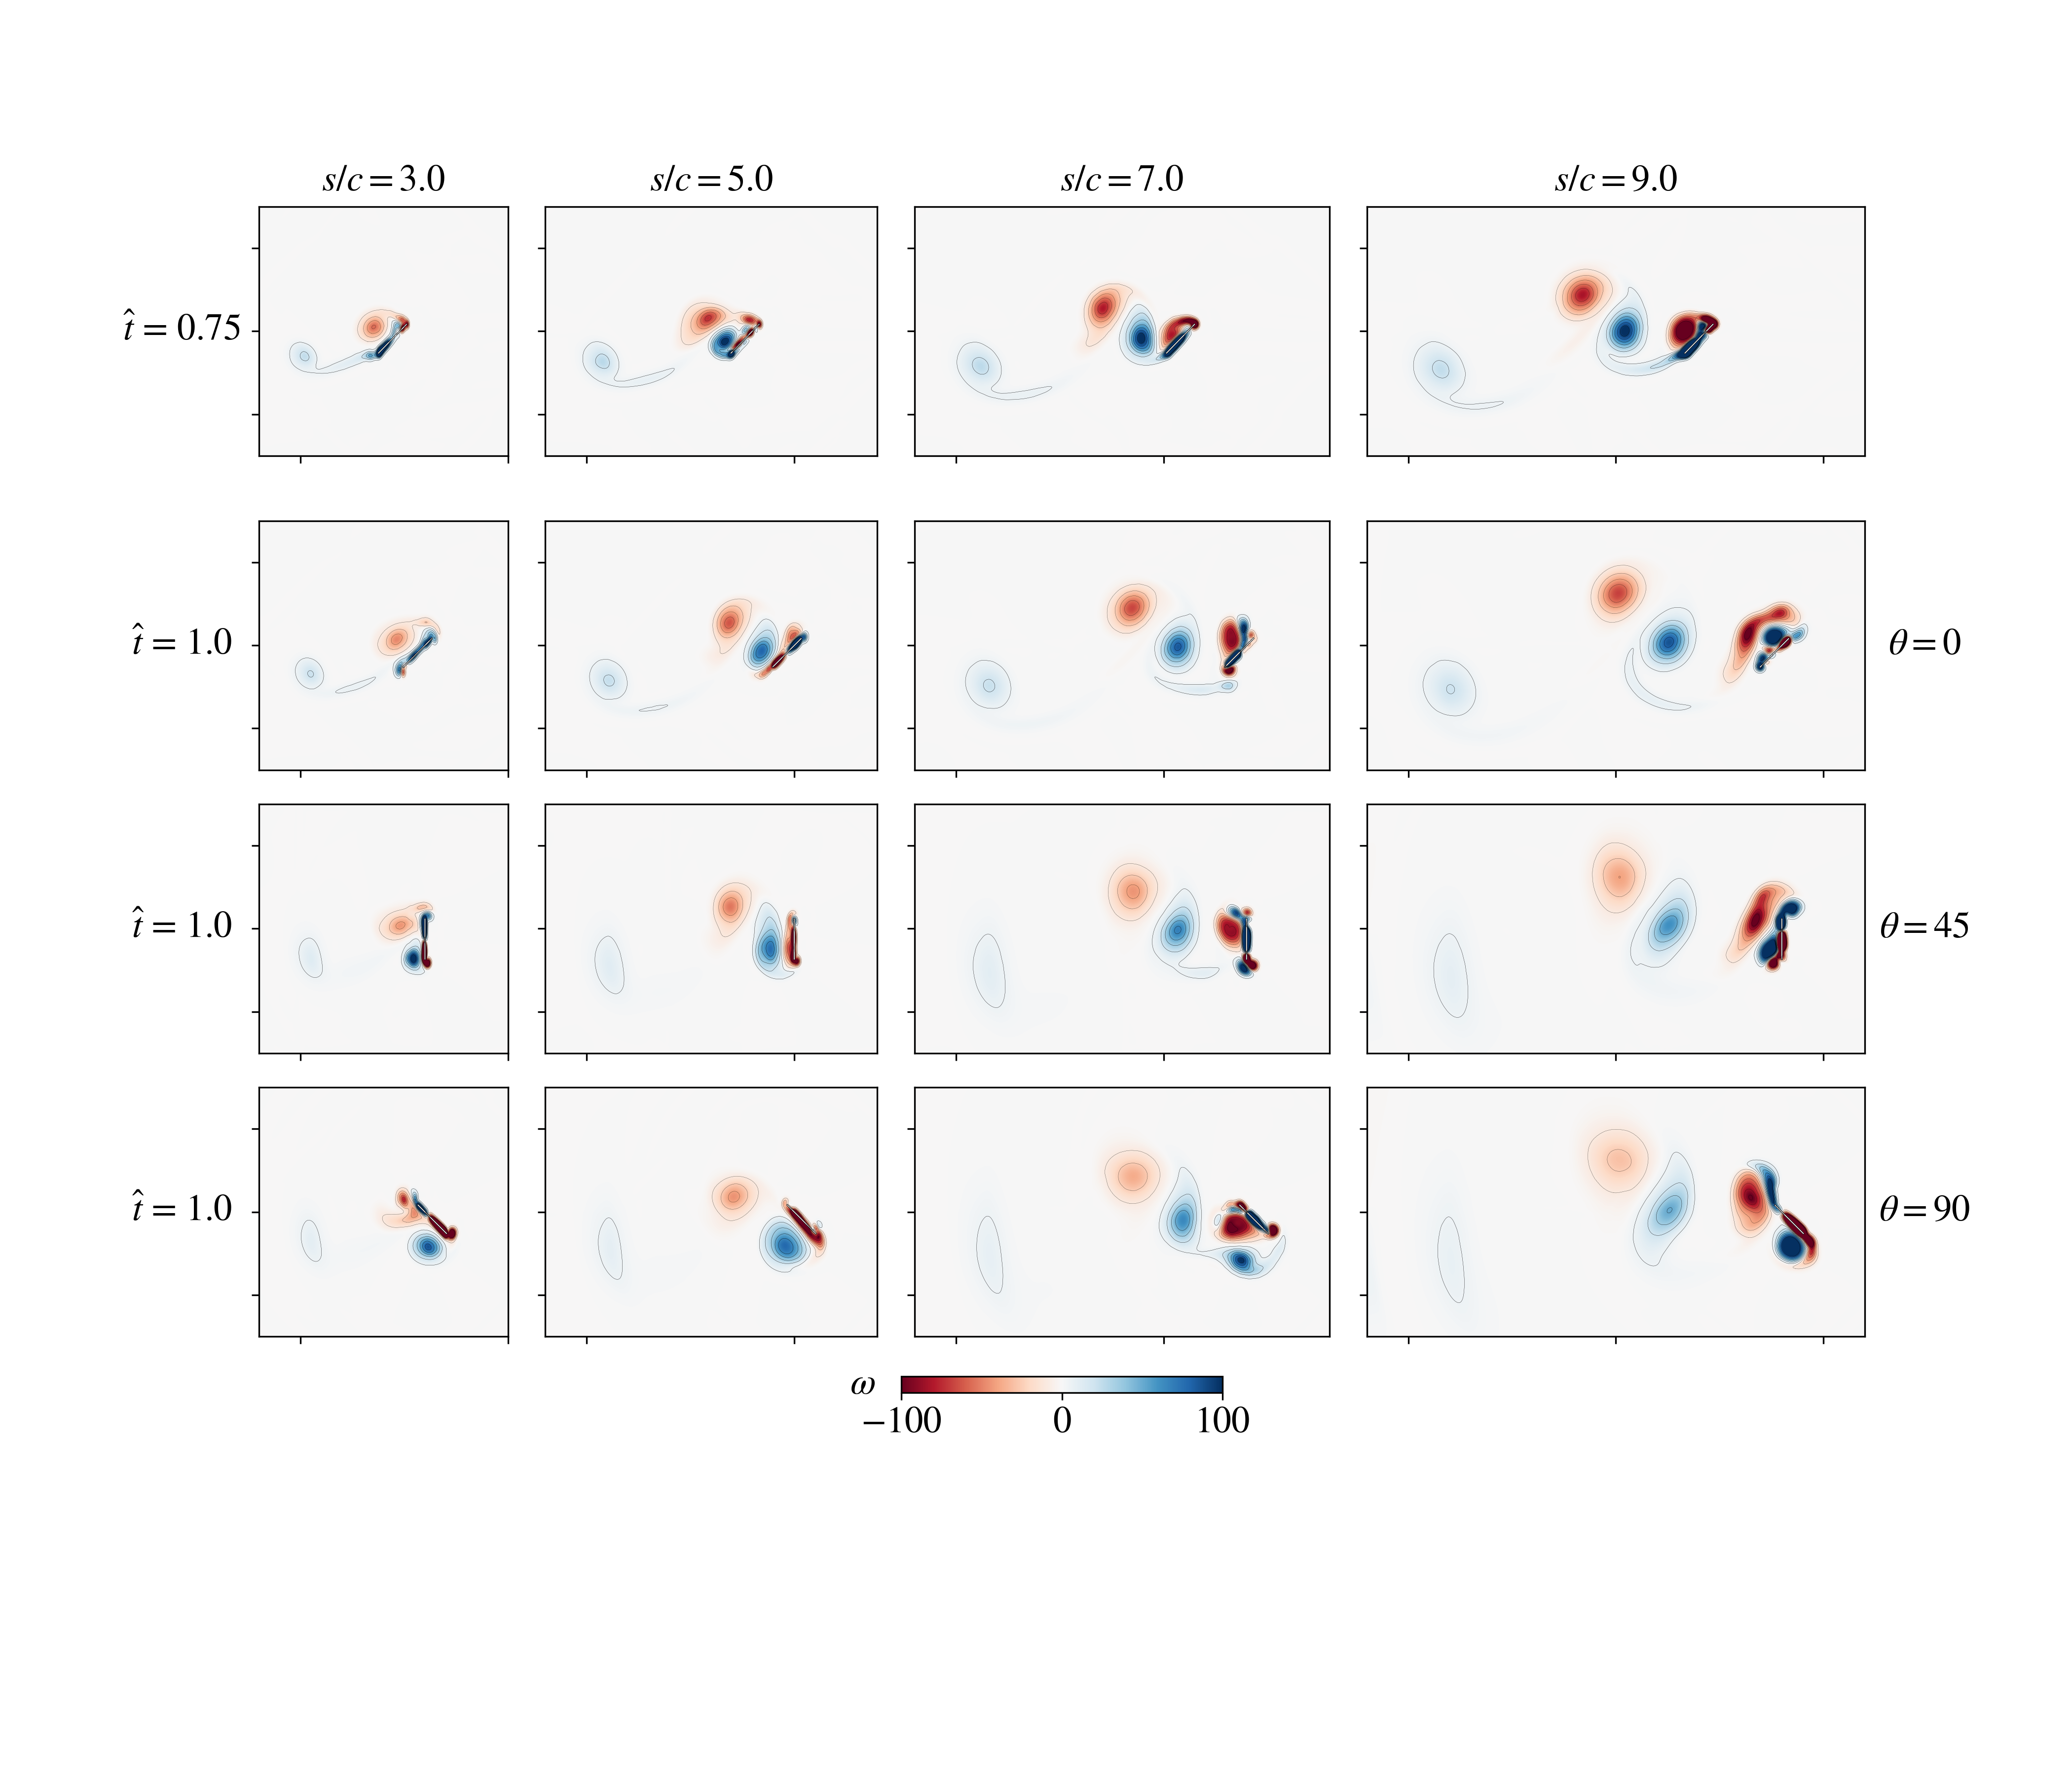 s/c = 3.0 s/c = 5.0 s/c = 7.0 s/c = 9.0
t̂ = 0.75
t̂ = 1.0 θ = 0
t̂ = 1.0 θ = 45
t̂ = 1.0 θ = 90
ω
−100 0 100